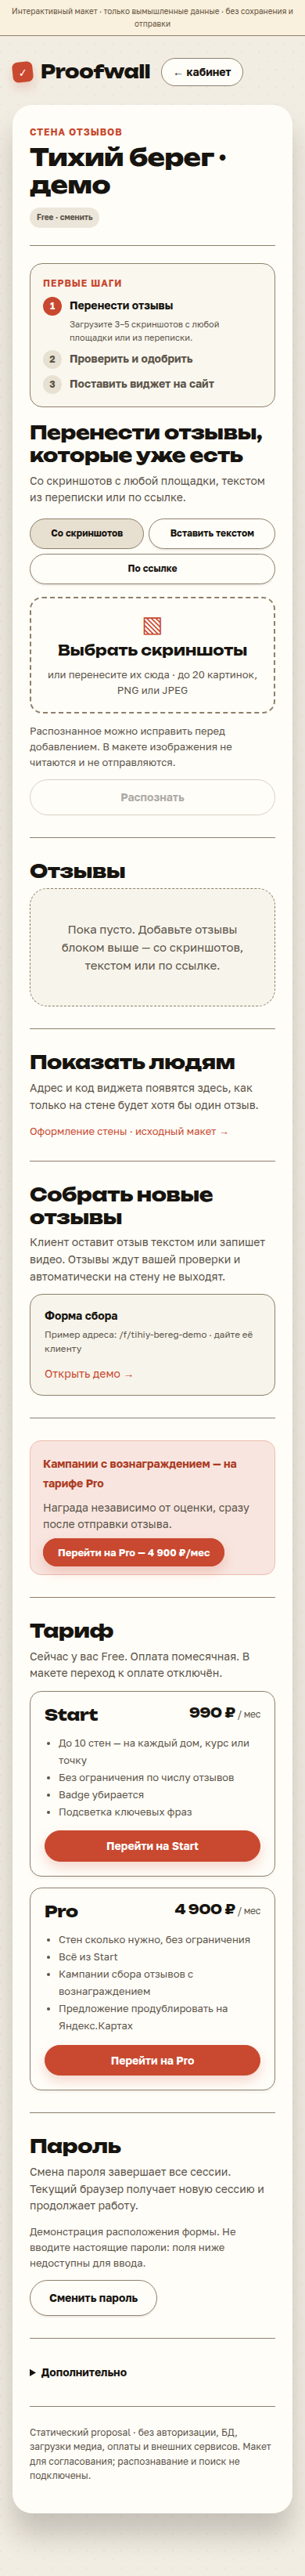 Интерактивный макет · только вымышленные данные · без сохранения и
отправки
✓ Proofwall
← кабинет
СТЕНА ОТЗЫВОВ
Тихий берег ·
демо
Free · сменить
ПЕРВЫЕ ШАГИ
1 Перенести отзывы
Загрузите 3–5 скриншотов с любой
площадки или из переписки.
2 Проверить и одобрить
3 Поставить виджет на сайт
Перенести отзывы,
которые уже есть
Со скриншотов с любой площадки, текстом
из переписки или по ссылке.
Со скриншотов
Вставить текстом
По ссылке
Выбрать скриншоты
или перенесите их сюда · до 20 картинок,
PNG или JPEG
Распознанное можно исправить перед
добавлением. В макете изображения не
читаются и не отправляются.
Распознать
Отзывы
Пока пусто. Добавьте отзывы
блоком выше — со скриншотов,
текстом или по ссылке.
Показать людям
Адрес и код виджета появятся здесь, как
только на стене будет хотя бы один отзыв.
Оформление стены · исходный макет →
Собрать новые
отзывы
Клиент оставит отзыв текстом или запишет
видео. Отзывы ждут вашей проверки и
автоматически на стену не выходят.
Форма сбора
Пример адреса: /f/tihiy-bereg-demo · дайте её
клиенту
Открыть демо →
Кампании с вознаграждением — на
тарифе Pro
Награда независимо от оценки, сразу
после отправки отзыва.
Перейти на Pro — 4 900 ₽/мес
Тариф
Сейчас у вас Free. Оплата помесячная. В
макете переход к оплате отключён.
Start
990 ₽ / мес
• До 10 стен — на каждый дом, курс или
точку
• Без ограничения по числу отзывов
• Badge убирается
• Подсветка ключевых фраз
Перейти на Start
Pro
4 900 ₽ / мес
• Стен сколько нужно, без ограничения
• Всё из Start
• Кампании сбора отзывов с
вознаграждением
• Предложение продублировать на
Яндекс.Картах
Перейти на Pro
Пароль
Смена пароля завершает все сессии.
Текущий браузер получает новую сессию и
продолжает работу.
Демонстрация расположения формы. Не
вводите настоящие пароли: поля ниже
недоступны для ввода.
Сменить пароль
▶ Дополнительно
Статический proposal · без авторизации, БД,
загрузки медиа, оплаты и внешних сервисов. Макет
для согласования; распознавание и поиск не
подключены.